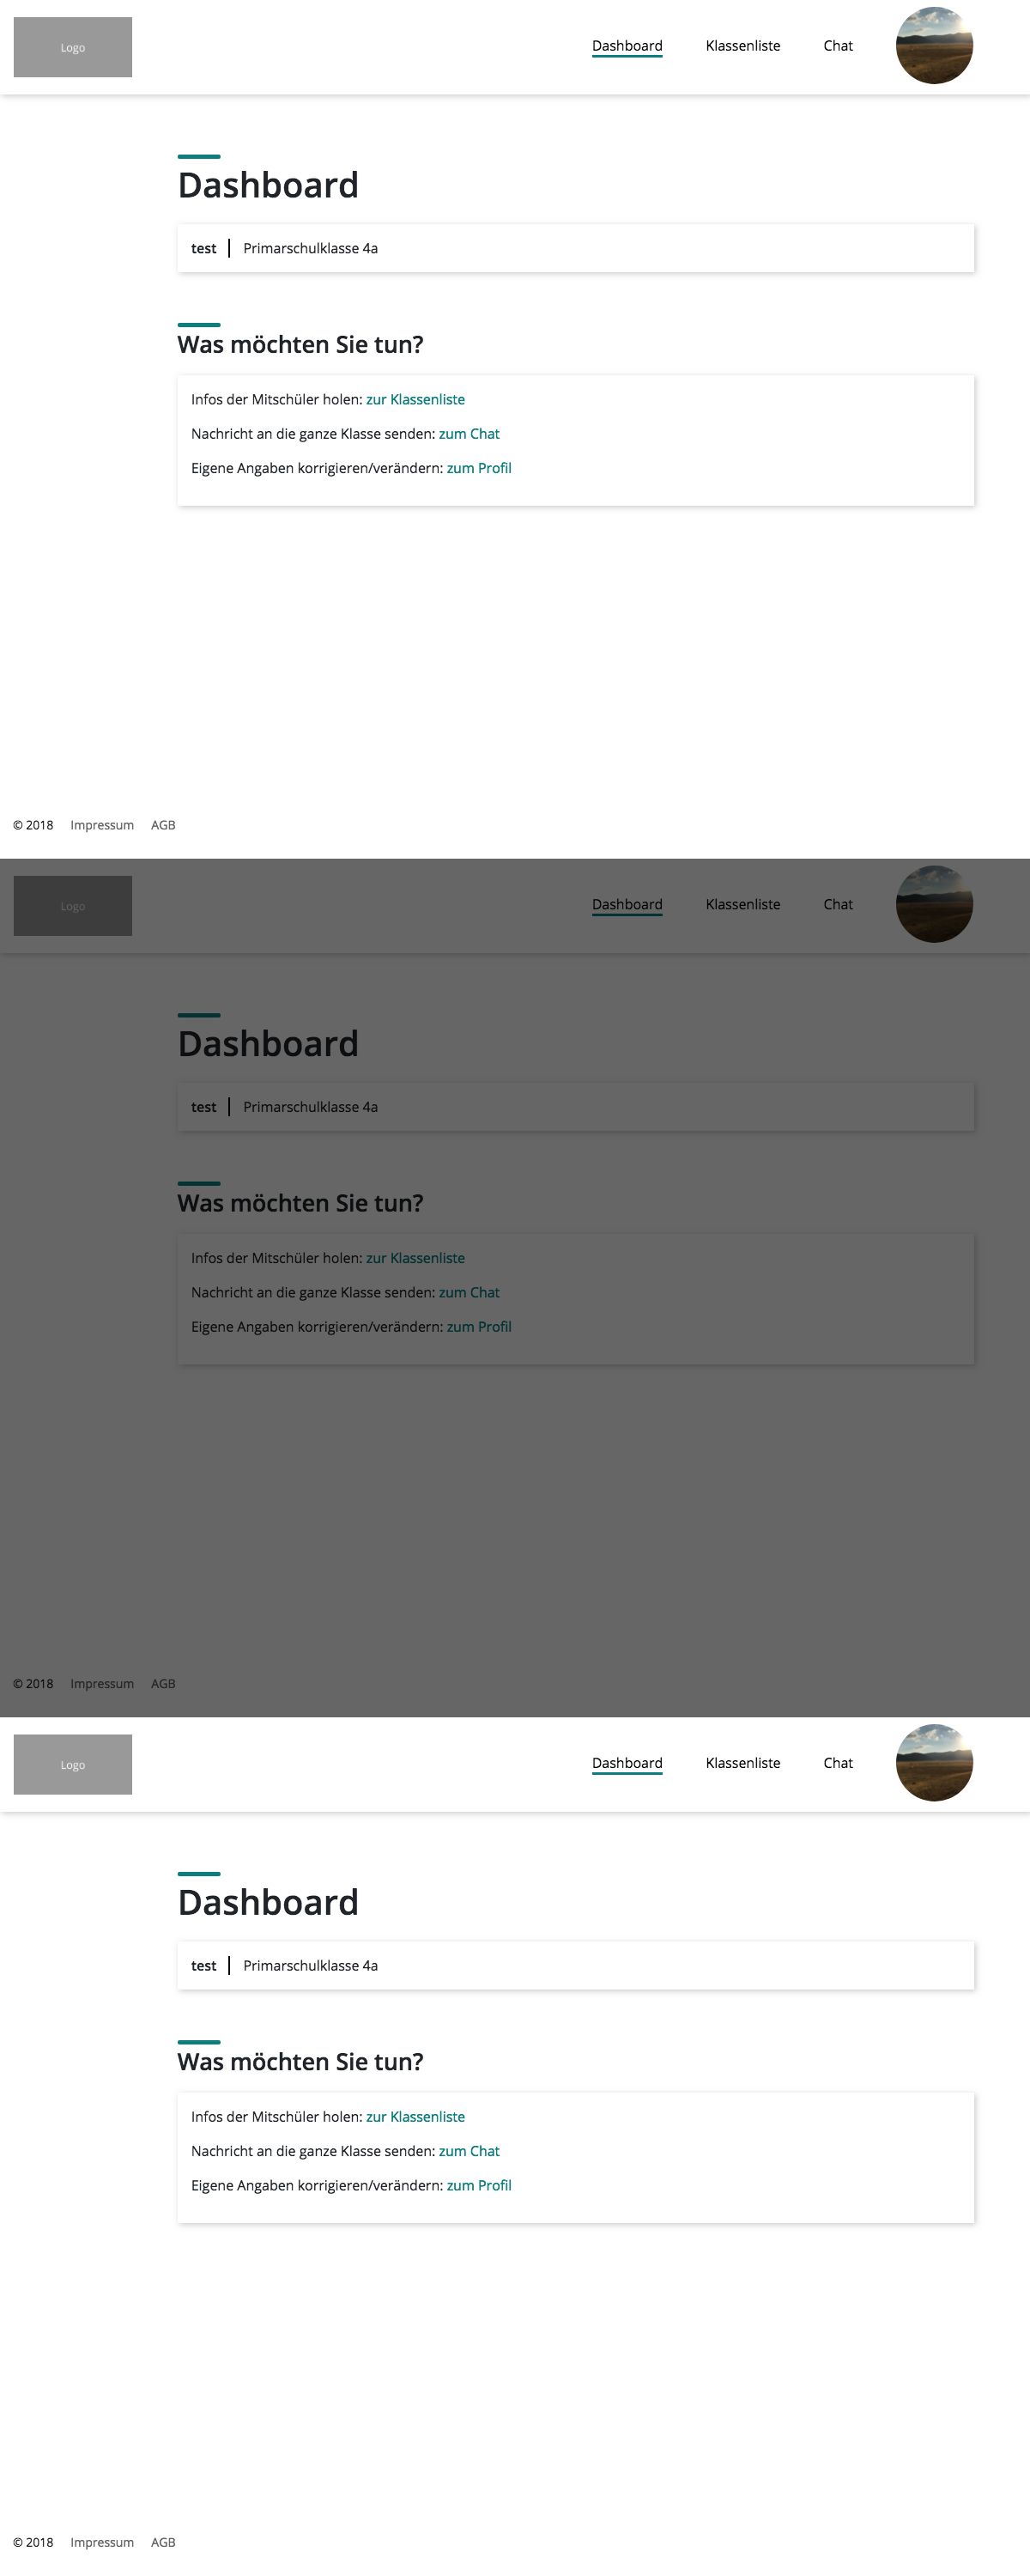 Logo
Dashboard Klassenliste Chat
Dashboard
test Primarschulklasse 4a
Was möchten Sie tun?
Infos der Mitschüler holen: zur Klassenliste
Nachricht an die ganze Klasse senden: zum Chat
Eigene Angaben korrigieren/verändern: zum Profil
© 2018 Impressum AGB
Logo
Dashboard Klassenliste Chat
Dashboard
test Primarschulklasse 4a
Was möchten Sie tun?
Infos der Mitschüler holen: zur Klassenliste
Nachricht an die ganze Klasse senden: zum Chat
Eigene Angaben korrigieren/verändern: zum Profil
© 2018 Impressum AGB
Logo
Dashboard Klassenliste Chat
Dashboard
test Primarschulklasse 4a
Was möchten Sie tun?
Infos der Mitschüler holen: zur Klassenliste
Nachricht an die ganze Klasse senden: zum Chat
Eigene Angaben korrigieren/verändern: zum Profil
© 2018 Impressum AGB